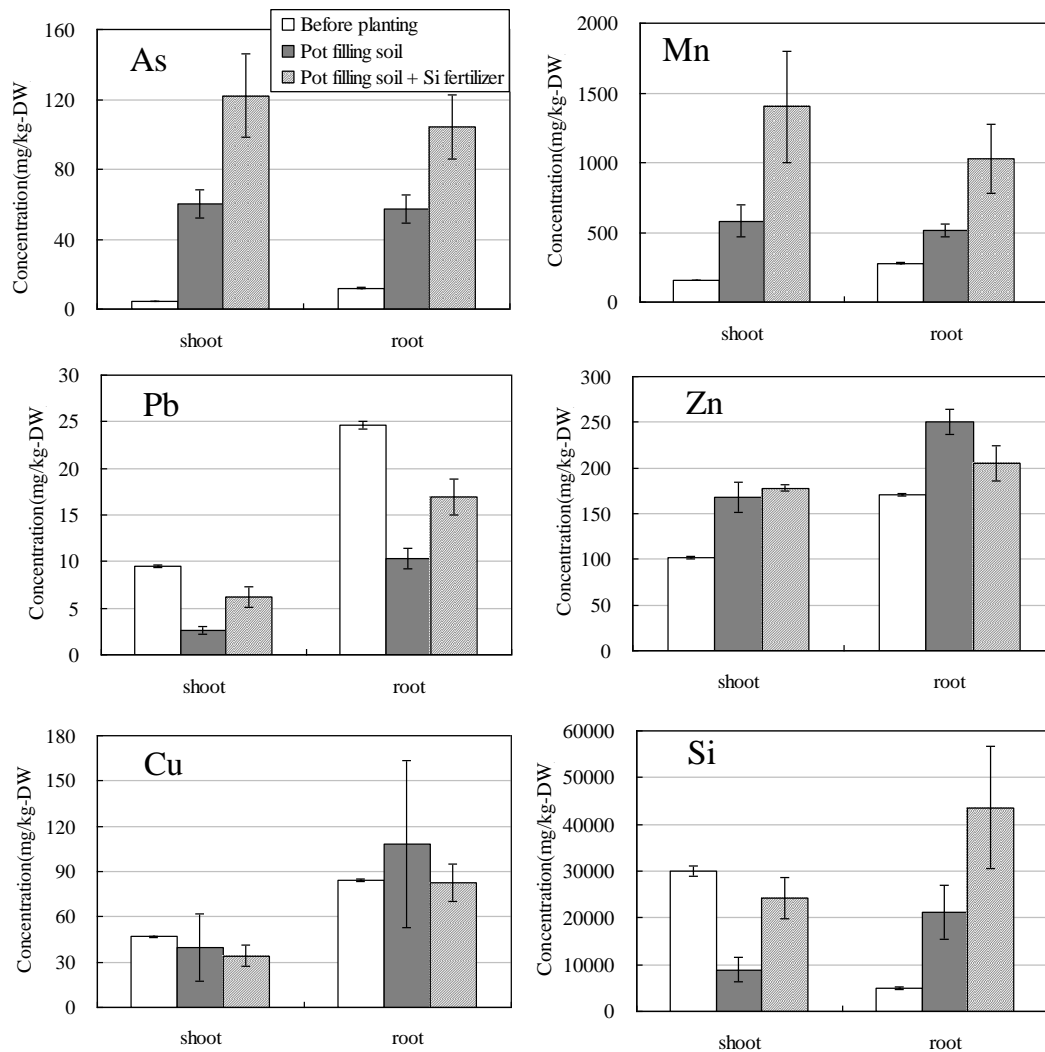 As
Before planting
Pot filling soil
Pot filling soil + Si fertilizer
Concentration(mg/kg-DW
160
120
80
40
0
shoot root
Mn
Concentration(mg/kg-DW
2000
1500
1000
500
0
shoot root
Pb
Concentration(mg/kg-DW
30
25
20
15
10
5
0
shoot root
Zn
Concentration(mg/kg-DW
300
250
200
150
100
50
0
shoot root
Cu
Concentration(mg/kg-DW
180
150
120
90
60
30
0
shoot root
Si
Concentration(mg/kg-DW
60000
50000
40000
30000
20000
10000
0
shoot root